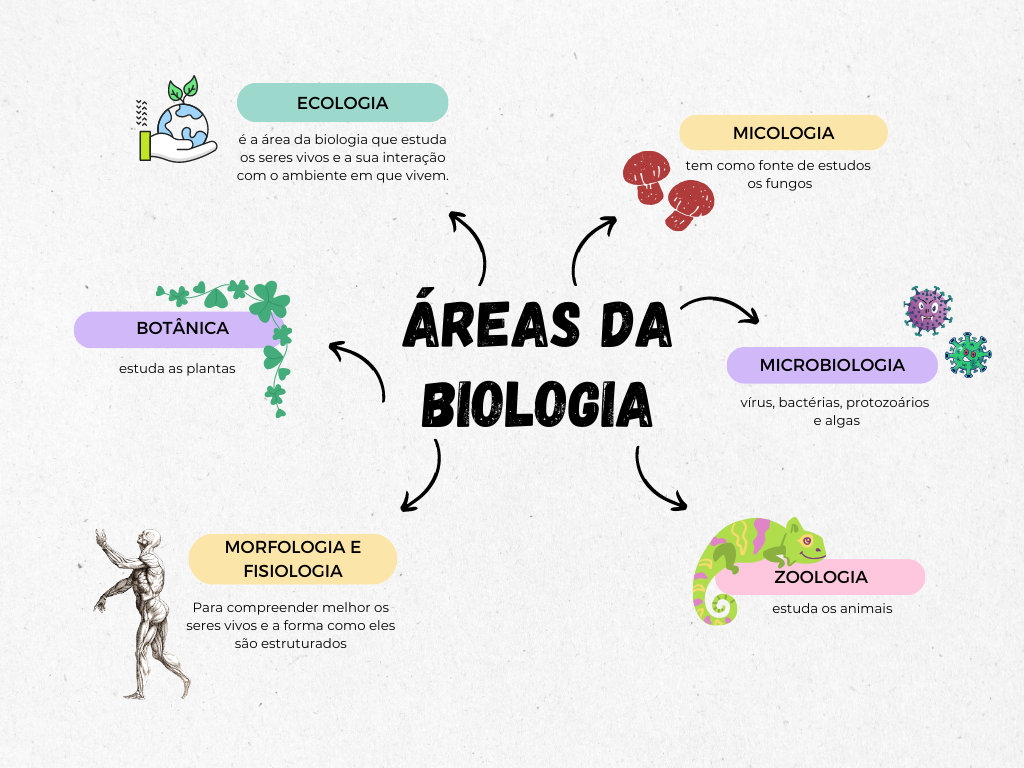 ÁREAS DA
BIOLOGIA
ECOLOGIA
é a área da biologia que estuda
os seres vivos e a sua interação
com o ambiente em que vivem.
MICOLOGIA
tem como fonte de estudos
os fungos
BOTÂNICA
estuda as plantas
MICROBIOLOGIA
vírus, bactérias, protozoários
e algas
MORFOLOGIA E
FISIOLOGIA
Para compreender melhor os
seres vivos e a forma como eles
são estruturados
ZOOLOGIA
estuda os animais